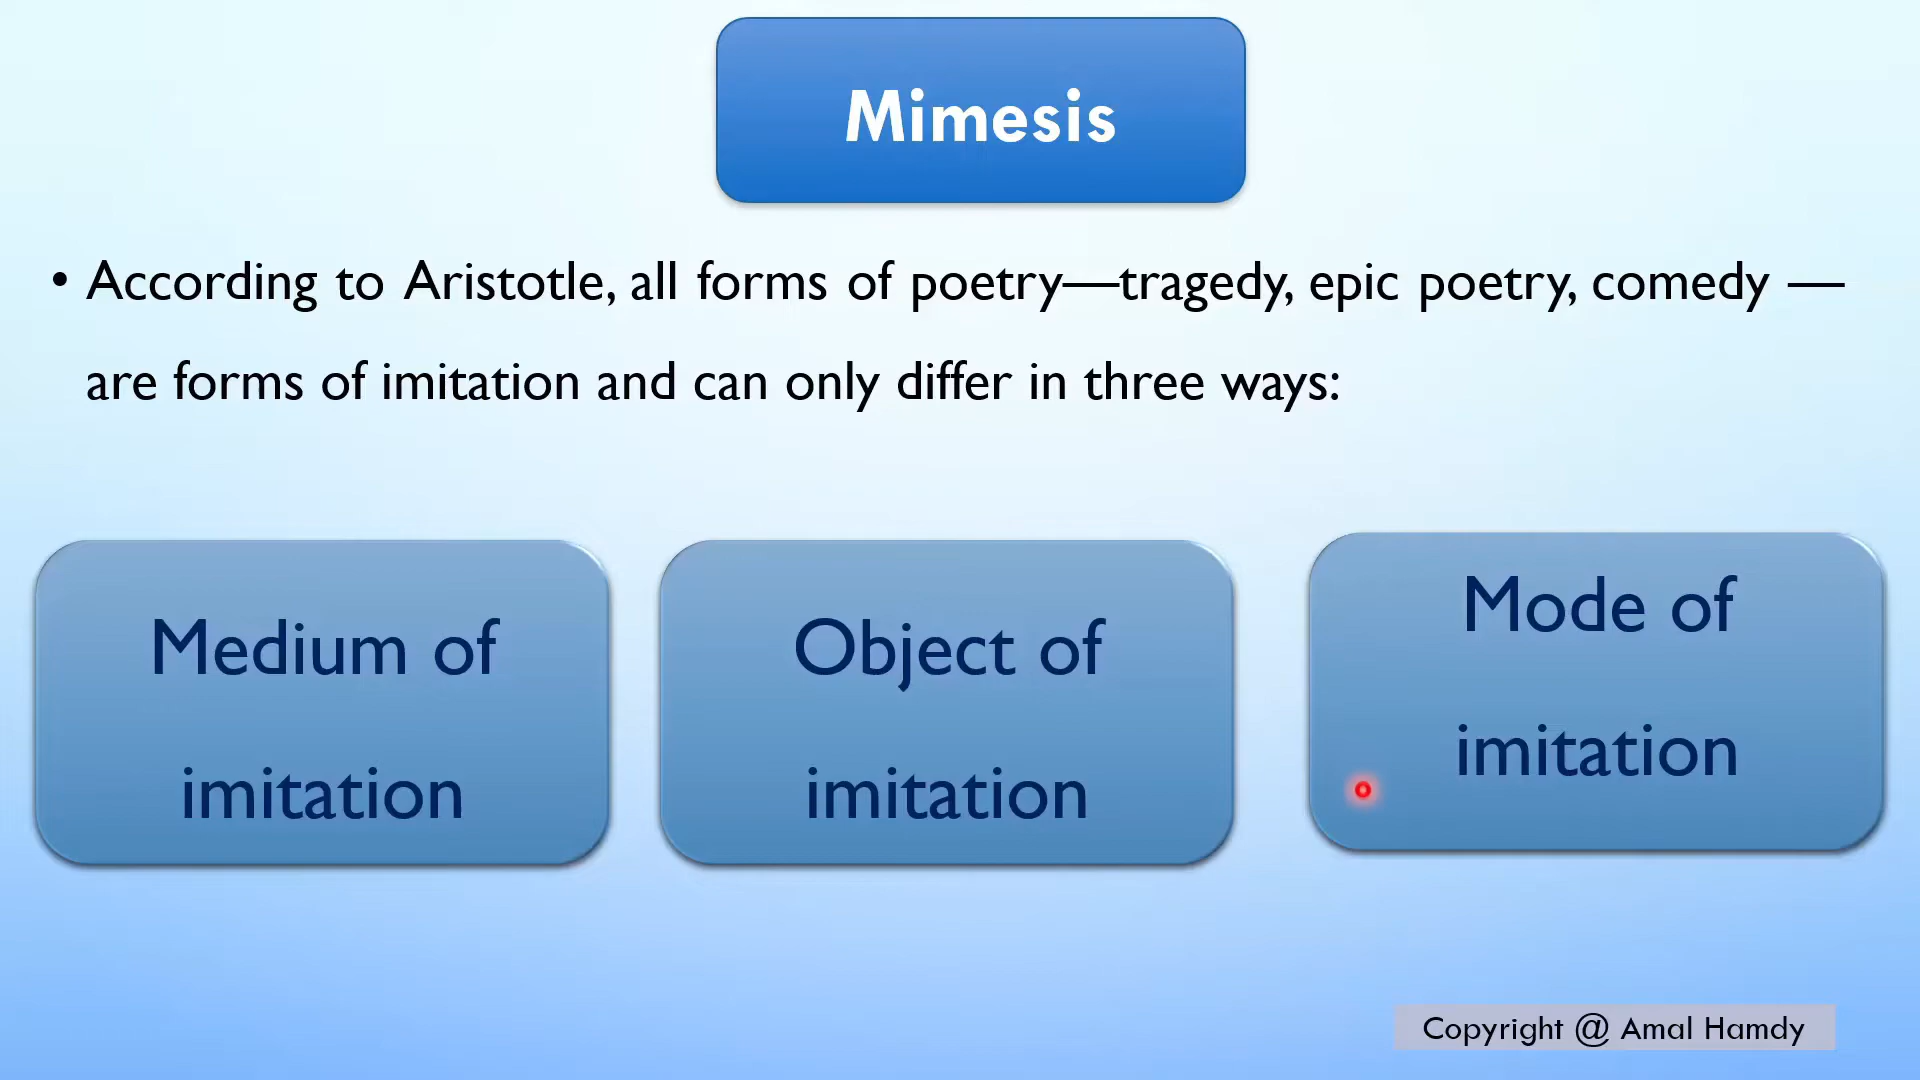 Mimesis
• According to Aristotle, all forms of poetry—tragedy, epic poetry, comedy —
are forms of imitation and can only differ in three ways:
Medium of
imitation
Object of
imitation
Mode of
imitation
Copyright @ Amal Hamdy